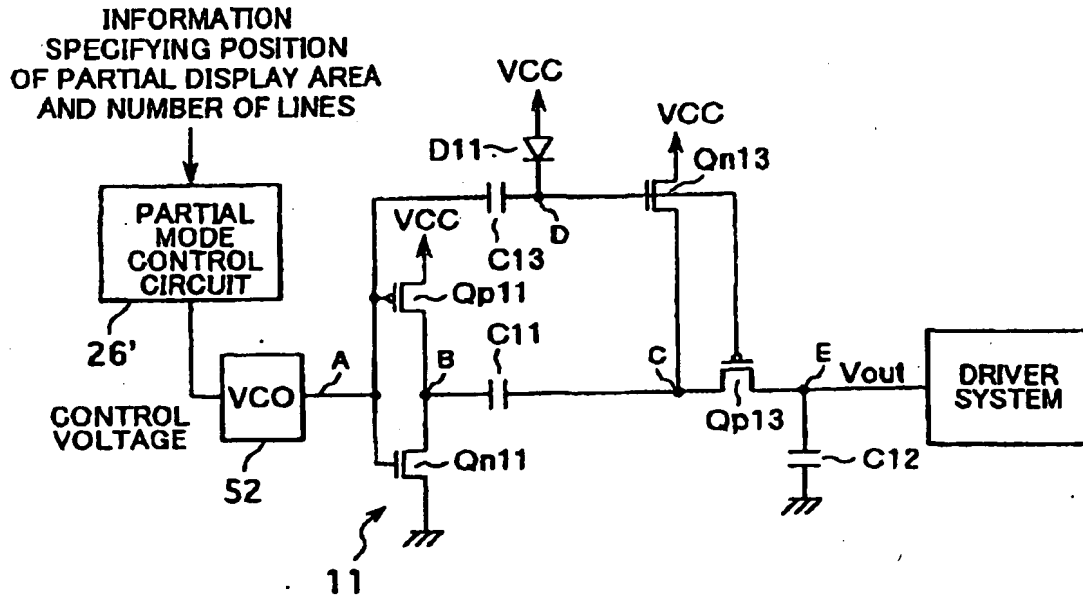 INFORMATION
SPECIFYING POSITION
OF PARTIAL DISPLAY AREA
AND NUMBER OF LINES
VCC
VCC
D11
Qn13
PARTIAL
MODE
CONTROL
CIRCUIT
VCC
D
C13
Qp11
C11
26'
A
B
C
E
Vout
DRIVER
SYSTEM
VCO
CONTROL
VOLTAGE
Qp13
Qn11
C12
52
11